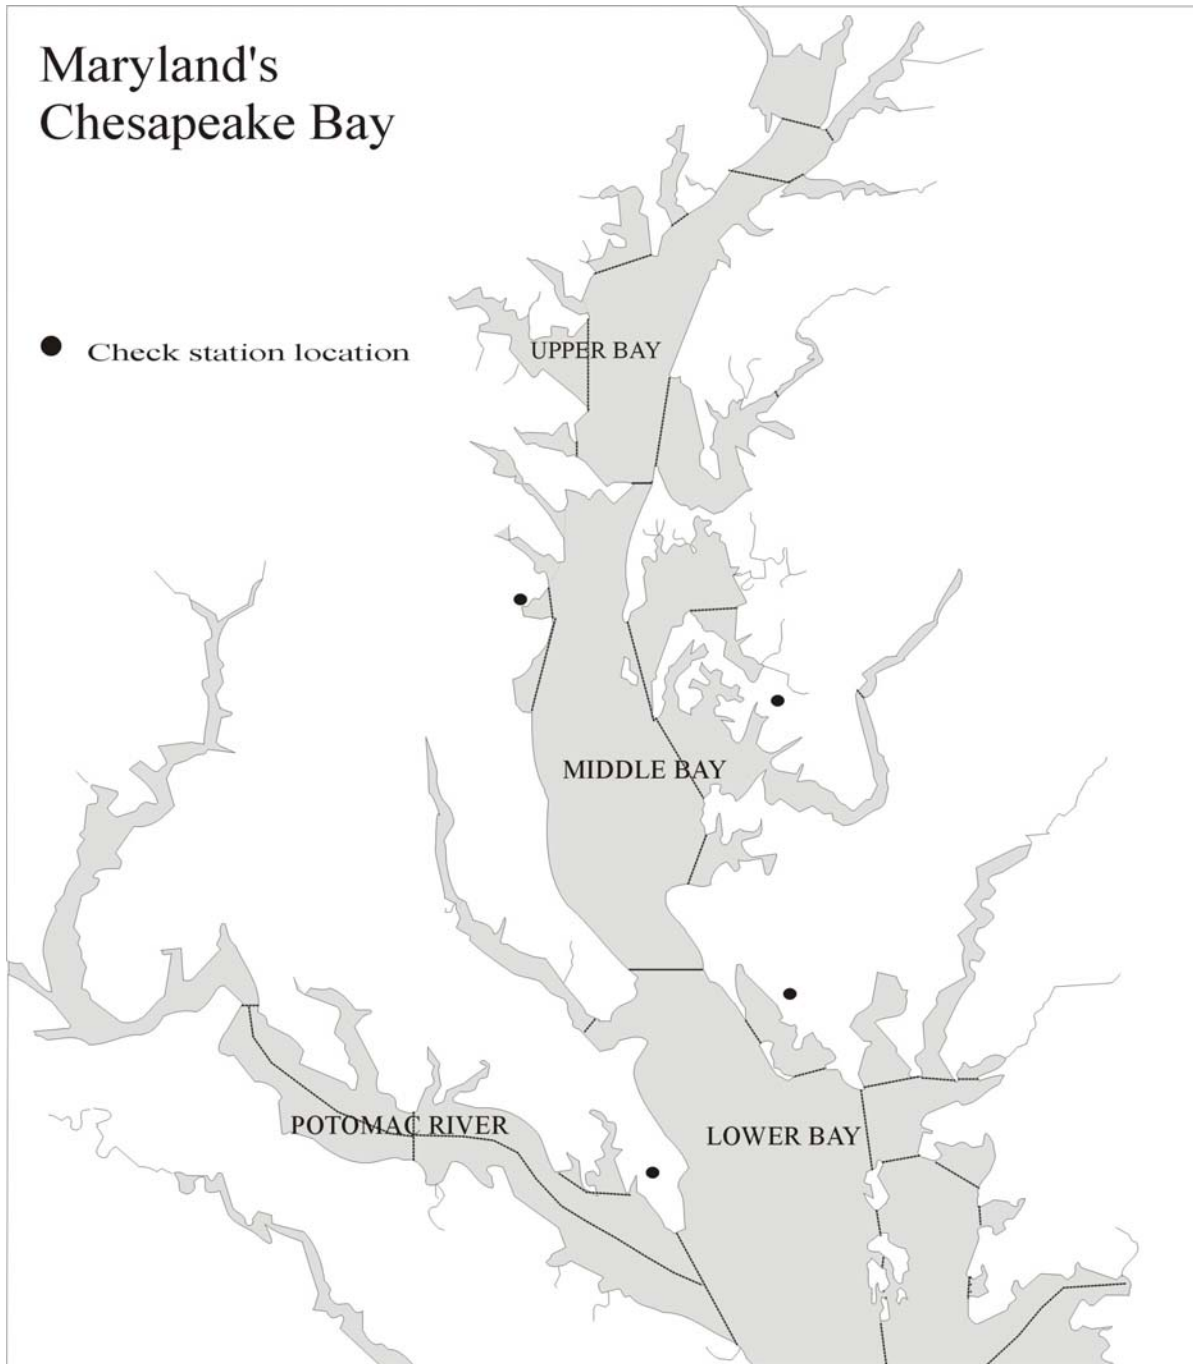 Maryland's
Chesapeake Bay
Check station location
UPPER BAY
MIDDLE BAY
POTOMAC RIVER
LOWER BAY